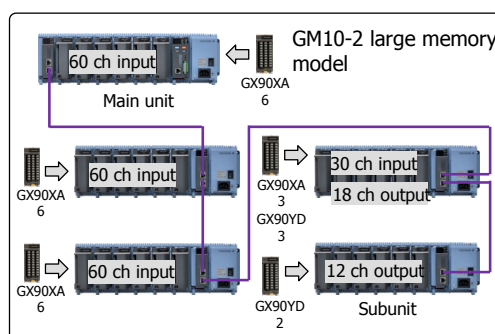 GM10-2 large memory
model
60 ch input
GX90XA
6
Main unit
60 ch input
GX90XA
6
30 ch input
18 ch output
GX90XA
3
GX90YD
3
60 ch input
GX90XA
6
12 ch output
GX90YD
2
Subunit